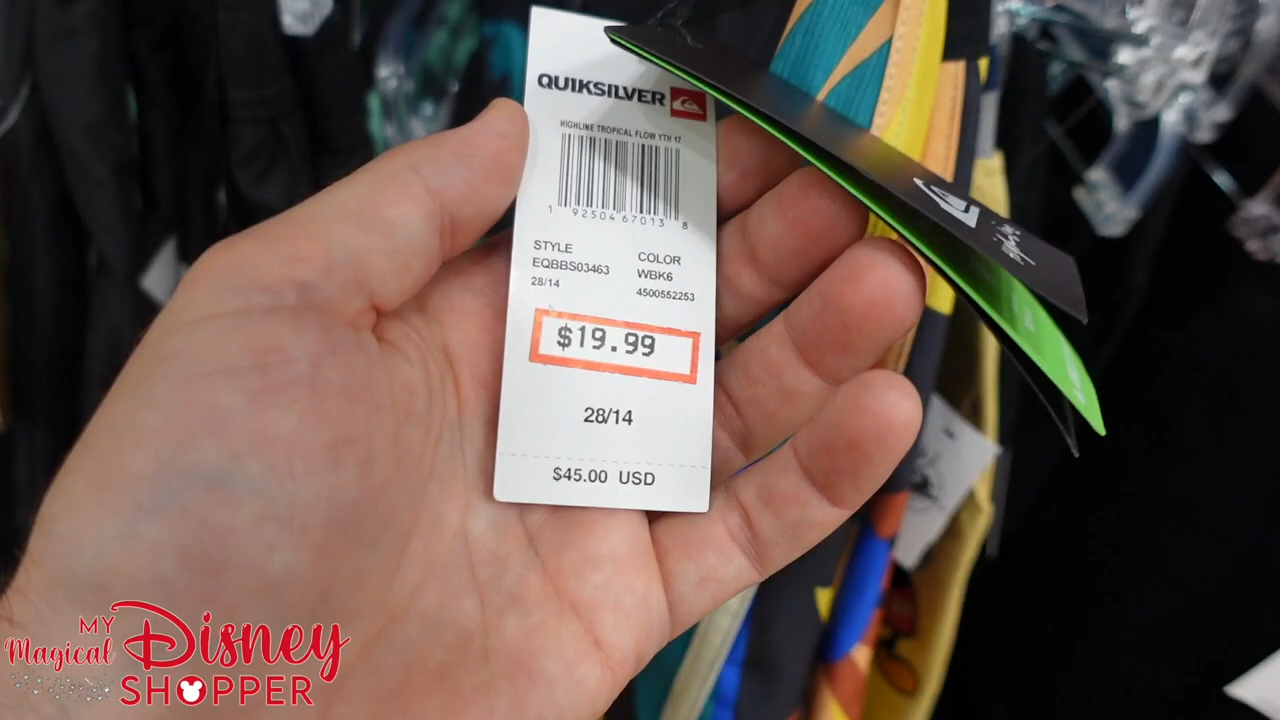 QUIKSILVER
HIGHLINE TROPICAL FLOW YTH 17
1 92504 67013 8
STYLE
EQBBS03463
28/14
COLOR
WBK6
4500552253
$19.99
28/14
$45.00 USD
MY
Magical Disney
SHOPPER